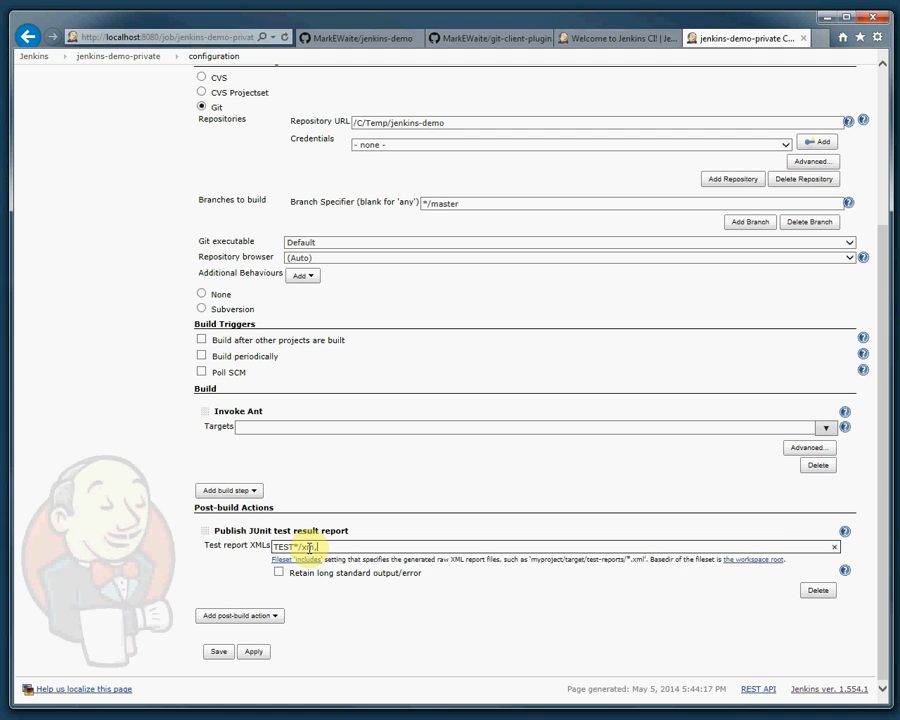 http://localhost:8080/job/jenkins-demo-privat
MarkEWaite/jenkins-demo
MarkEWaite/git-client-plugin
Welcome to Jenkins CI! | Je...
jenkins-demo-private C...
Jenkins
jenkins-demo-private
configuration
CVS
CVS Projectset
Git
Repositories
Repository URL /C/Temp/jenkins-demo
Credentials
- none -
Add
Advanced...
Add Repository
Delete Repository
Branches to build
Branch Specifier (blank for 'any') */master
Add Branch
Delete Branch
Git executable
Default
Repository browser
(Auto)
Additional Behaviours
Add
None
Subversion
Build Triggers
Build after other projects are built
Build periodically
Poll SCM
Build
Invoke Ant
Targets
Advanced...
Delete
Add build step
Post-build Actions
Publish JUnit test result report
Test report XMLs
Fileset 'includes' setting that specifies the generated raw XML report files, such as 'myproject/target/test-reports/*.xml'. Basedir of the fileset is the workspace root.
Retain long standard output/error
Delete
Add post-build action
Save
Apply
Help us localize this page
Page generated: May 5, 2014 5:44:17 PM
REST API
Jenkins ver. 1.554.1